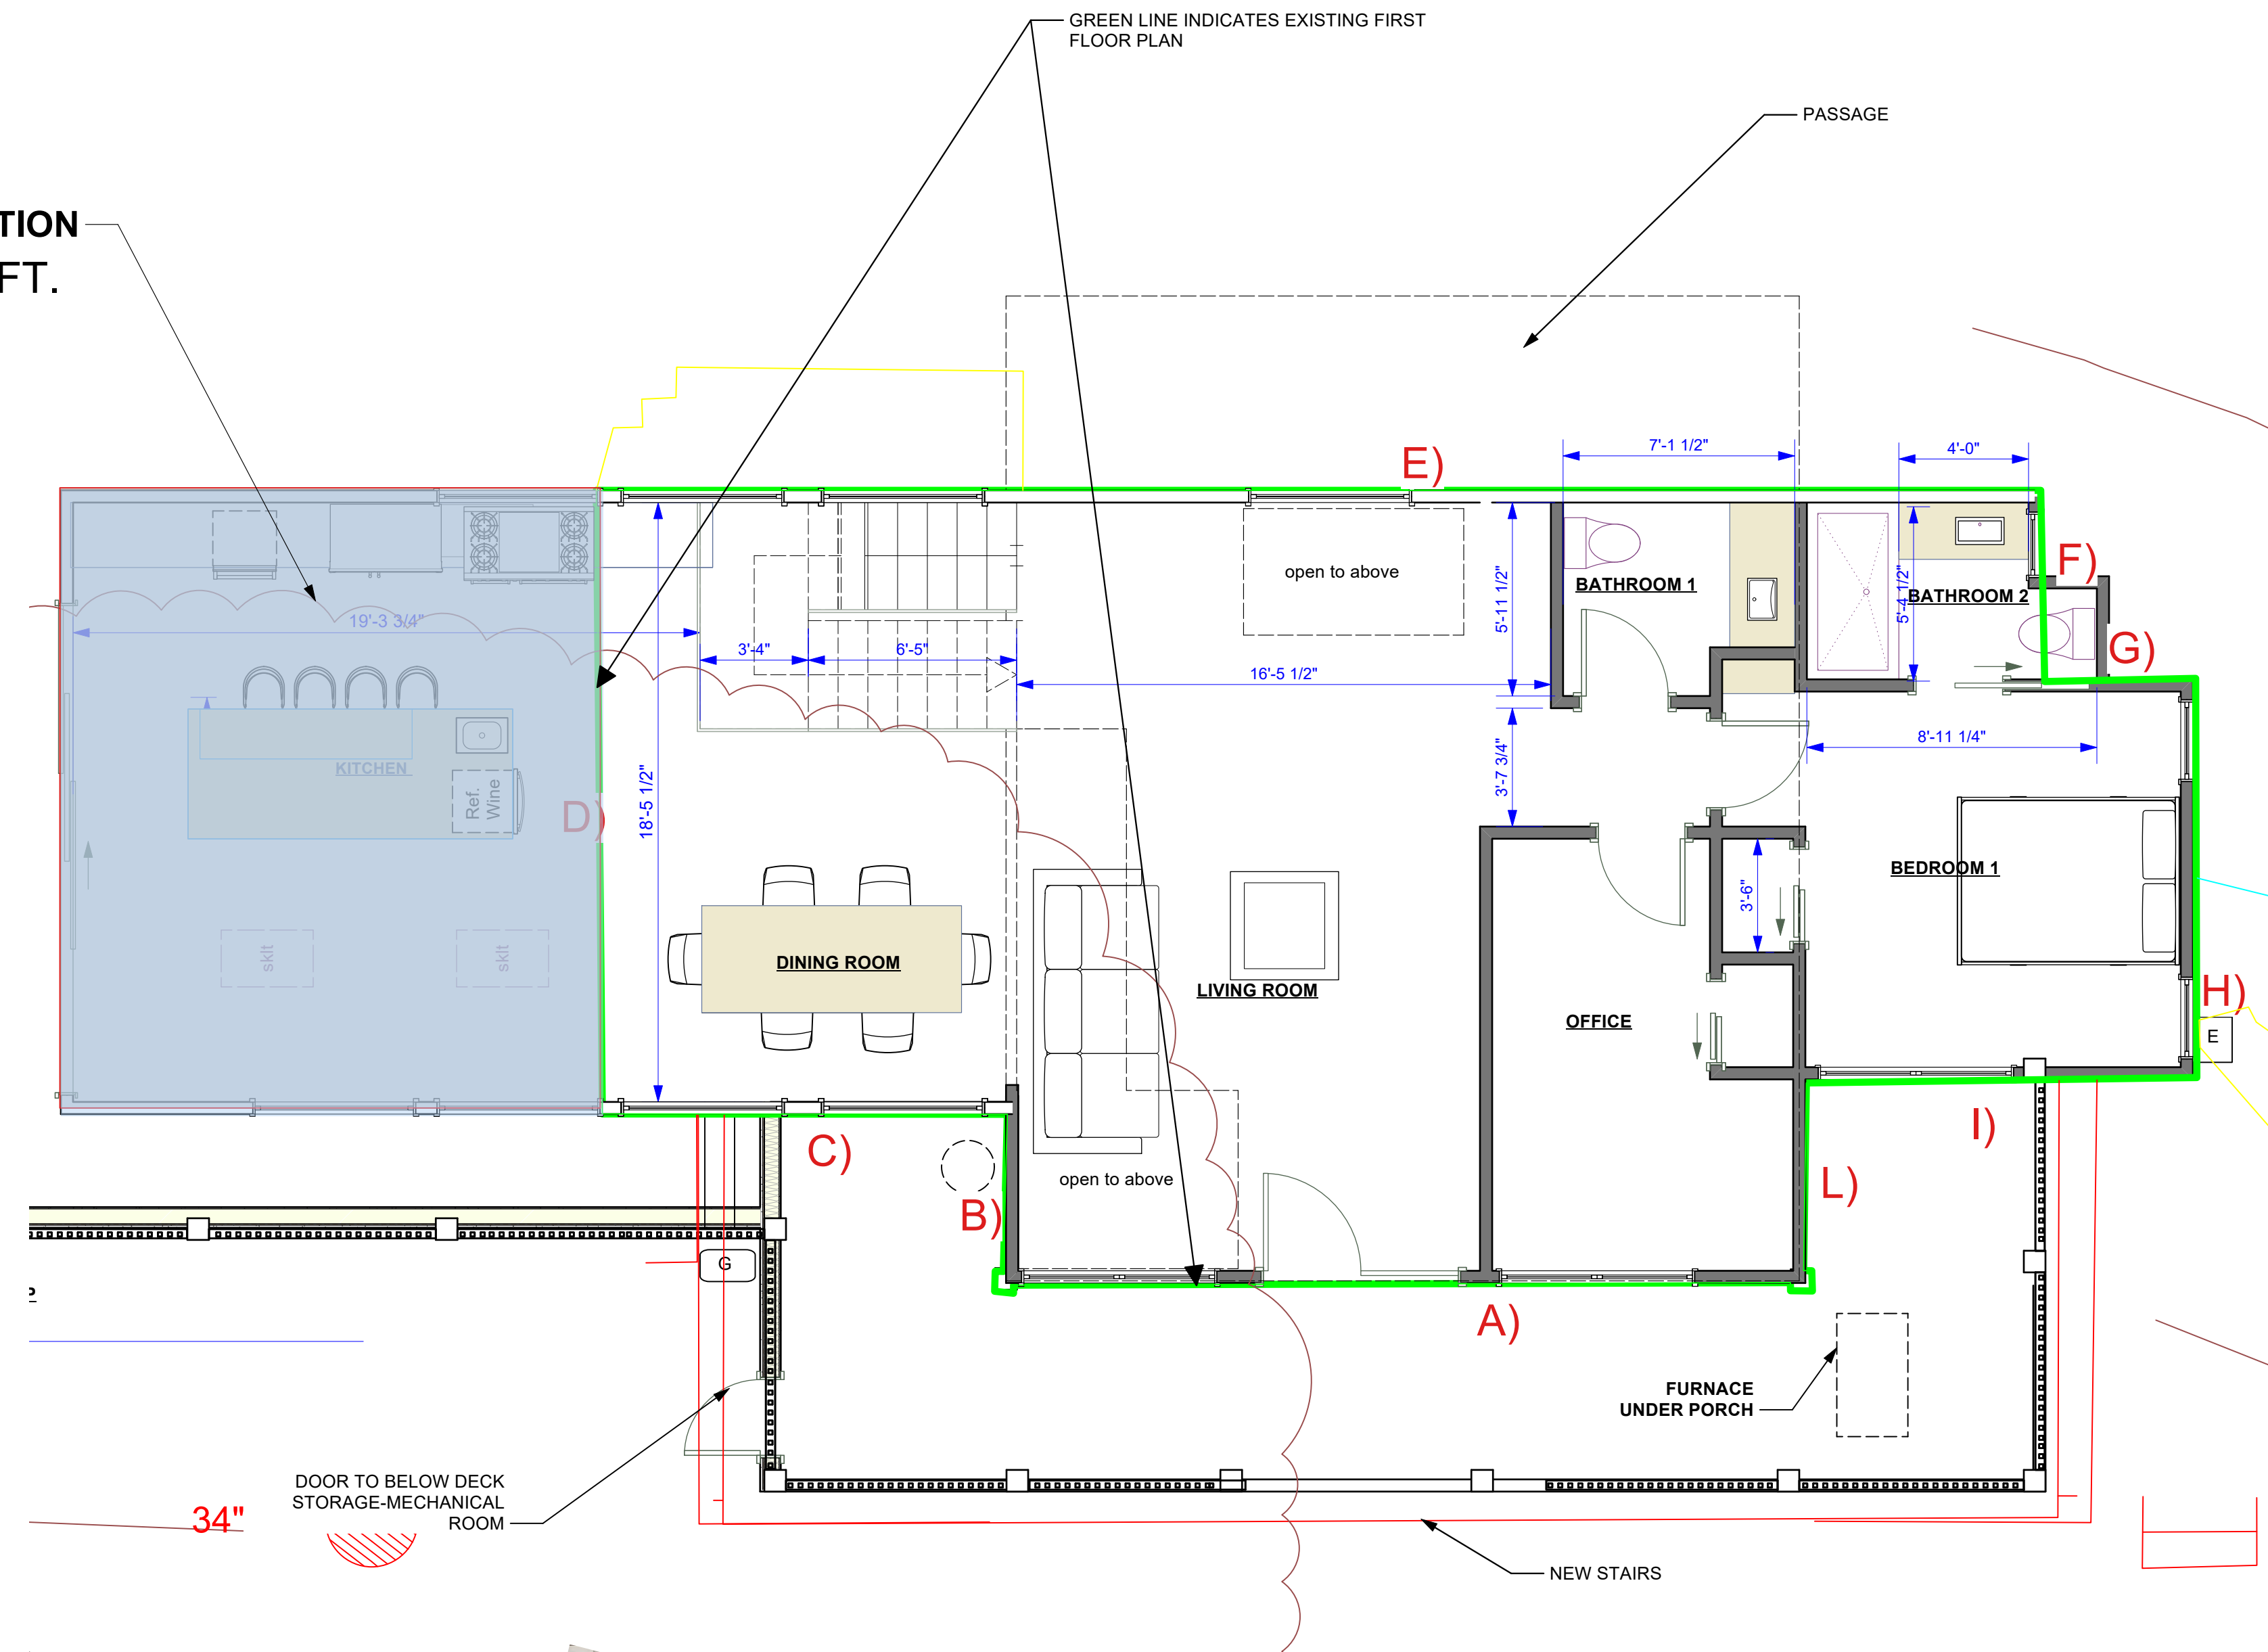 GREEN LINE INDICATES EXISTING FIRST
FLOOR PLAN
PASSAGE
TION
FT.
E)
7'-1 1/2"
4'-0"
F)
open to above
BATHROOM 1
5'-11 1/2"
5'-4 1/2"
BATHROOM 2
19'-3 3/4"
3'-4"
6'-5"
G)
16'-5 1/2"
8'-11 1/4"
3'-7 3/4"
KITCHEN
Ref.
Wine
D)
18'-5 1/2"
BEDROOM 1
3'-6"
skit
skit
DINING ROOM
LIVING ROOM
H)
OFFICE
E
I)
C)
open to above
L)
B)
G
A)
FURNACE
UNDER PORCH
DOOR TO BELOW DECK
STORAGE-MECHANICAL
ROOM
34"
NEW STAIRS